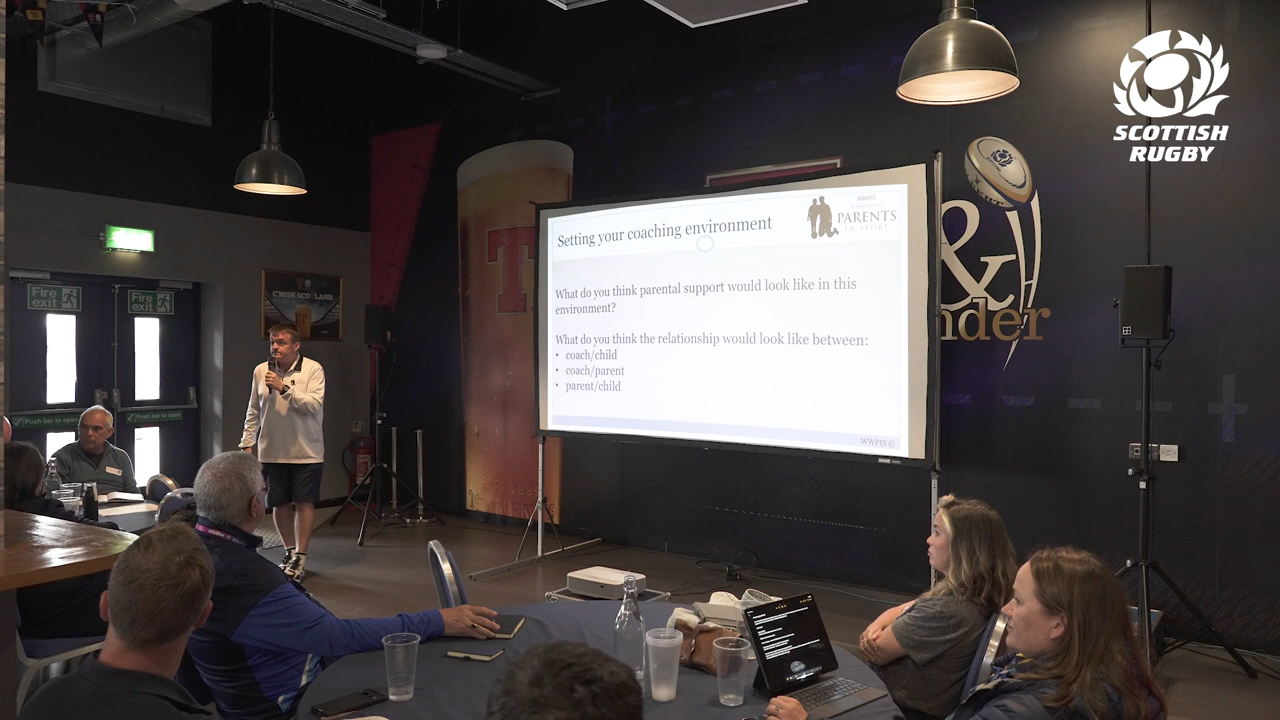 SCOTTISH
RUGBY
Fire exit
Fire exit
C'MON SCOTLAND
Push bar to open
Push bar to open
T
&
nder
Setting your coaching environment
WWPIS
PARENTS
IN SPORT
What do you think parental support would look like in this
environment?
What do you think the relationship would look like between:
• coach/child
• coach/parent
• parent/child
WWPIS ©